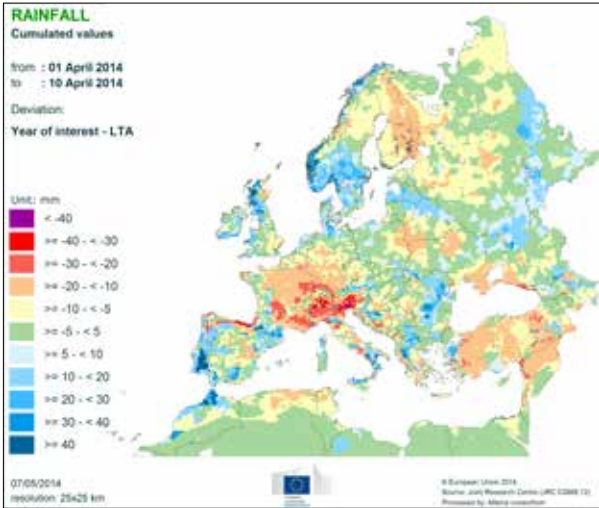 RAINFALL
Cumulated values
from : 01 April 2014
to : 10 April 2014
Deviation:
Year of interest - LTA
Unit: mm
< -40
>= -40 - < -30
>= -30 - < -20
>= -20 - < -10
>= -10 - < -5
>= -5 - < 5
>= 5 - < 10
>= 10 - < 20
>= 20 - < 30
>= 30 - < 40
>= 40
07/05/2014
resolution: 25x25 km
© European Union 2014
Source: Joint Research Centre (JRC CGMS 12)
Processed by: Alterra consortium